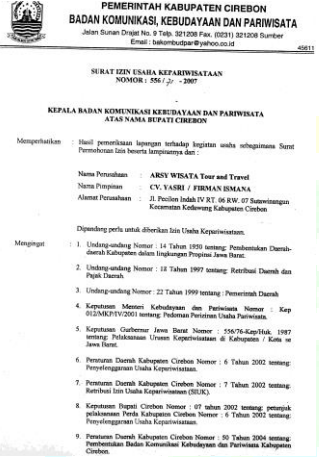 PEMERINTAH KABUPATEN CIREBON
BADAN KOMUNIKASI, KEBUDAYAAN DAN PARIWISATA
Jalan Sunan Drajat No. 9 Telp. 321208 Fax. (0231) 321208 Sumber
Email : bakombudpar@yahoo.co.id
45611
SURAT IZIN USAHA KEPARIWISATAAN
NOMOR : 556 / - 2007
KEPALA BADAN KOMUNIKASI KEBUDAYAAN DAN PARIWISATA
ATAS NAMA BUPATI CIREBON
Memperhatikan : Hasil pemeriksaan lapangan terhadap kegiatan usaha sebagaimana Surat
Permohonan Izin beserta lampirannya dari :
Nama Perusahaan : ARSY WISATA Tour and Travel
Nama Pimpinan : CV. YASRI / FIRMAN ISMANA
Alamat Perusahaan : Jl. Pecilon Indah IV RT. 06 RW. 07 Sutawinangun
Kecamatan Kedawung Kabupaten Cirebon
Dipandang perlu untuk diberikan Izin Usaha Kepariwisataan.
Mengingat : 1. Undang-undang Nomor : 14 Tahun 1950 tentang; Pembentukan Daerah-
daerah Kabupaten dalam lingkungan Propinsi Jawa Barat.
2. Undang-undang Nomor : 18 Tahun 1997 tentang; Retribusi Daerah dan
Pajak Daerah.
3. Undang-undang Nomor : 22 Tahun 1999 tentang; Pemerintah Daerah
4. Keputusan Menteri Kebudayaan dan Pariwisata Nomor : Kep
012/MKP/IV/2001 tentang; Pedoman Perizinan Usaha Pariwisata.
5. Keputusan Gurbernur Jawa Barat Nomor : 556/76-Kep/Huk. 1987
tentang; Pelaksanaan Urusan Kepariwisataan di Kabupaten / Kota se
Jawa Barat.
6. Peraturan Daerah Kabupaten Cirebon Nomor : 6 Tahun 2002 tentang;
Penyelenggaraan Usaha Kepariwisataan.
7. Peraturan Daerah Kabupaten Cirebon Nomor : 7 Tahun 2002 tentang;
Retribusi Izin Usaha Kepariwisataan (SIUK).
8. Keputusan Bupati Cirebon Nomor : 07 tahun 2002 tentang; petunjuk
pelaksanaan Perda Kabupaten Cirebon Nomor : 6 Tahun 2002 tentang;
Penyelenggaraan Usaha Kepariwisataan.
9. Peraturan Daerah Kabupaten Cirebon Nomor : 50 Tahun 2004 tentang;
Pembentukan Badan Komunikasi Kebudayaan dan Pariwisata Kabupaten
Cirebon.